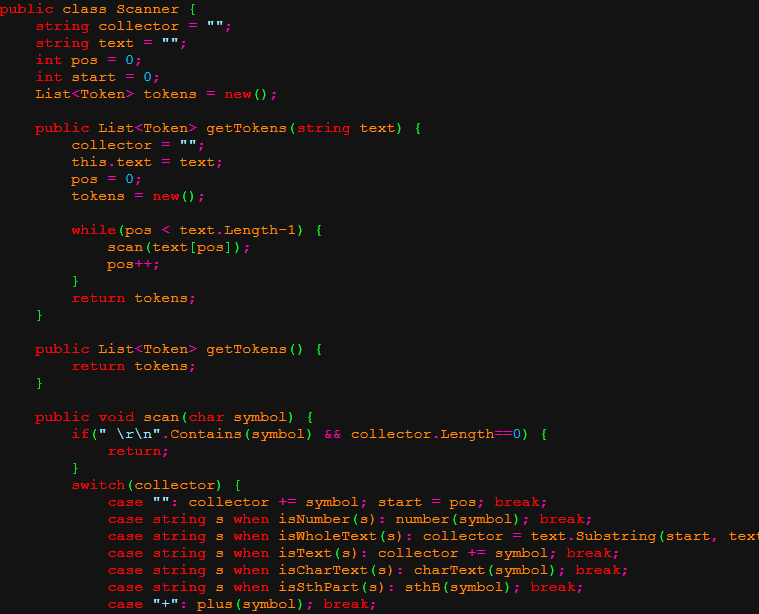 public class Scanner {
    string collector = "";
    string text = "";
    int pos = 0;
    int start = 0;
    List<Token> tokens = new();

    public List<Token> getTokens(string text) {
        collector = "";
        this.text = text;
        pos = 0;
        tokens = new();

        while(pos < text.Length-1) {
            scan(text[pos]);
            pos++;
        }
        return tokens;
    }

    public List<Token> getTokens() {
        return tokens;
    }

    public void scan(char symbol) {
        if(" \r\n".Contains(symbol) && collector.Length==0) {
            return;
        }
        switch(collector) {
            case "": collector += symbol; start = pos; break;
            case string s when isNumber(s): number(symbol); break;
            case string s when isWholeText(s): collector = text.Substring(start, text
            case string s when isText(s): collector += symbol; break;
            case string s when isCharText(s): charText(symbol); break;
            case string s when isSthPart(s): sthB(symbol); break;
            case "+": plus(symbol); break;